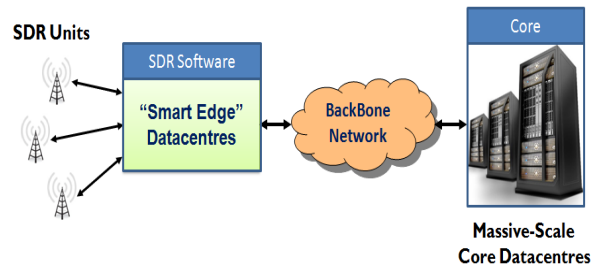 SDR Units
SDR Software
“Smart Edge”
Datacentres
BackBone
Network
Core
Massive-Scale
Core Datacentres